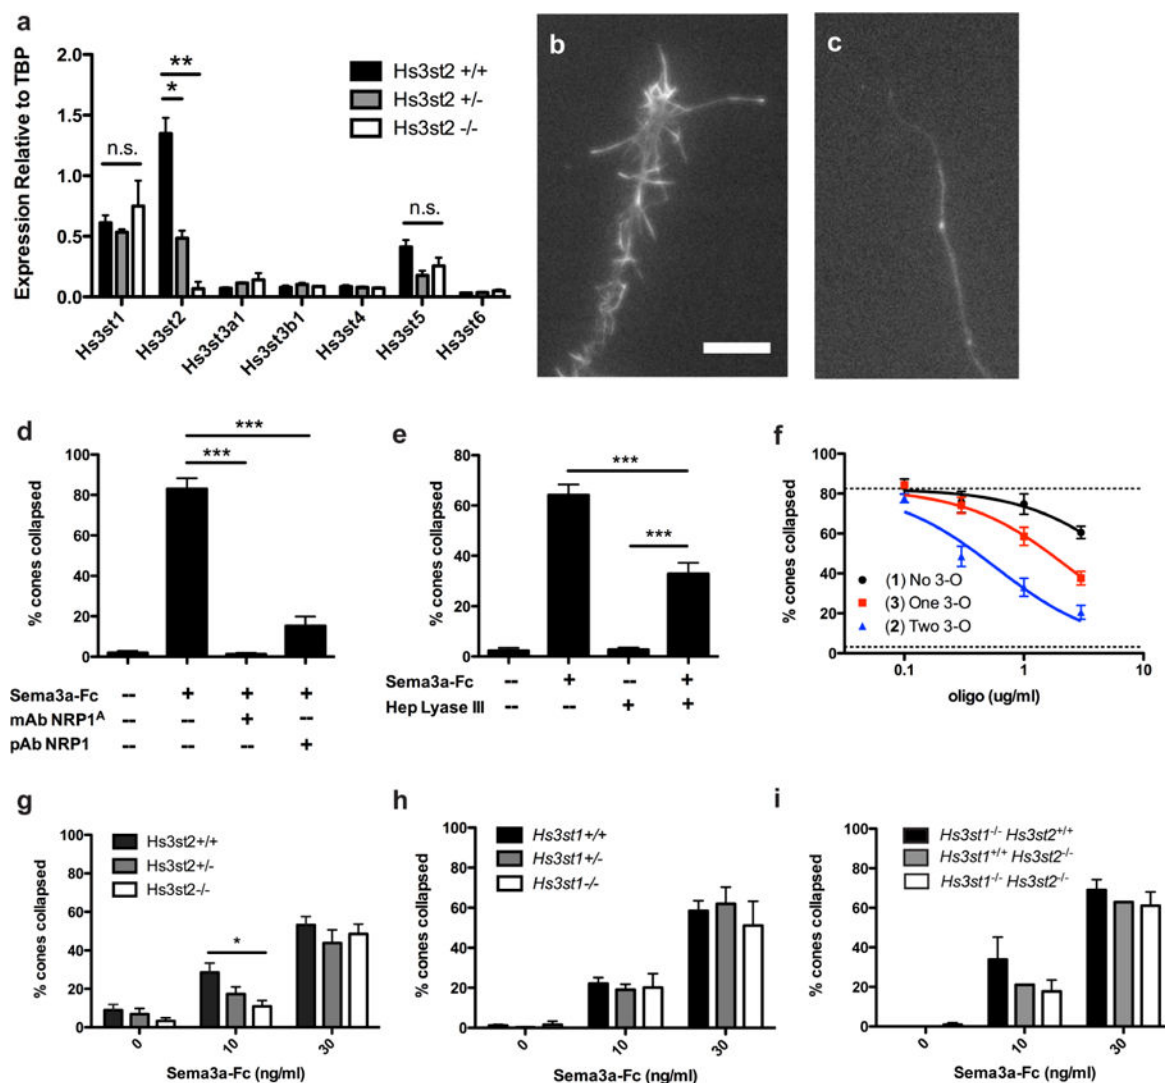 a
Expression Relative to TBP
2.0
1.5
1.0
0.5
0.0
n.s.
**
*
n.s.
Hs3st2 +/+
Hs3st2 +/-
Hs3st2 -/-
Hs3st1
Hs3st2
Hs3st3a1
Hs3st3b1
Hs3st4
Hs3st5
Hs3st6
b
c
d
% cones collapsed
100
80
60
40
20
0
***
***
Sema3a-Fc -- + + +
mAb NRP1A -- -- + --
pAb NRP1 -- -- -- +
e
% cones collapsed
80
60
40
20
0
***
***
Sema3a-Fc -- + -- +
Hep Lyase III -- -- + +
f
% cones collapsed
100
80
60
40
20
0
(1) No 3-O
(3) One 3-O
(2) Two 3-O
0.1 1 10
oligo (ug/ml)
g
% cones collapsed
100
80
60
40
20
0
Hs3st2+/+
Hs3st2+/-
Hs3st2-/-
*
0 10 30
Sema3a-Fc (ng/ml)
h
% cones collapsed
100
80
60
40
20
0
Hs3st1+/+
Hs3st1+/-
Hs3st1-/-
0 10 30
Sema3a-Fc (ng/ml)
i
% cones collapsed
100
80
60
40
20
0
Hs3st1-/- Hs3st2+/+
Hs3st1+/+ Hs3st2-/-
Hs3st1-/- Hs3st2-/-
0 10 30
Sema3a-Fc (ng/ml)